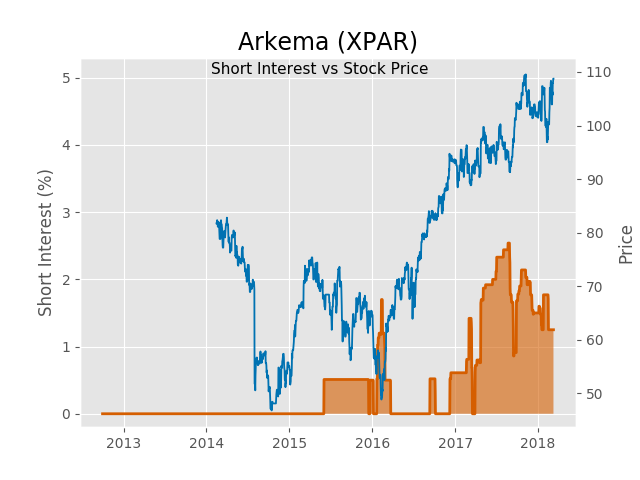 Arkema (XPAR)
Short Interest vs Stock Price
Short Interest (%)
5
4
3
2
1
0
110
100
90
80
70
60
50
Price
2013 2014 2015 2016 2017 2018